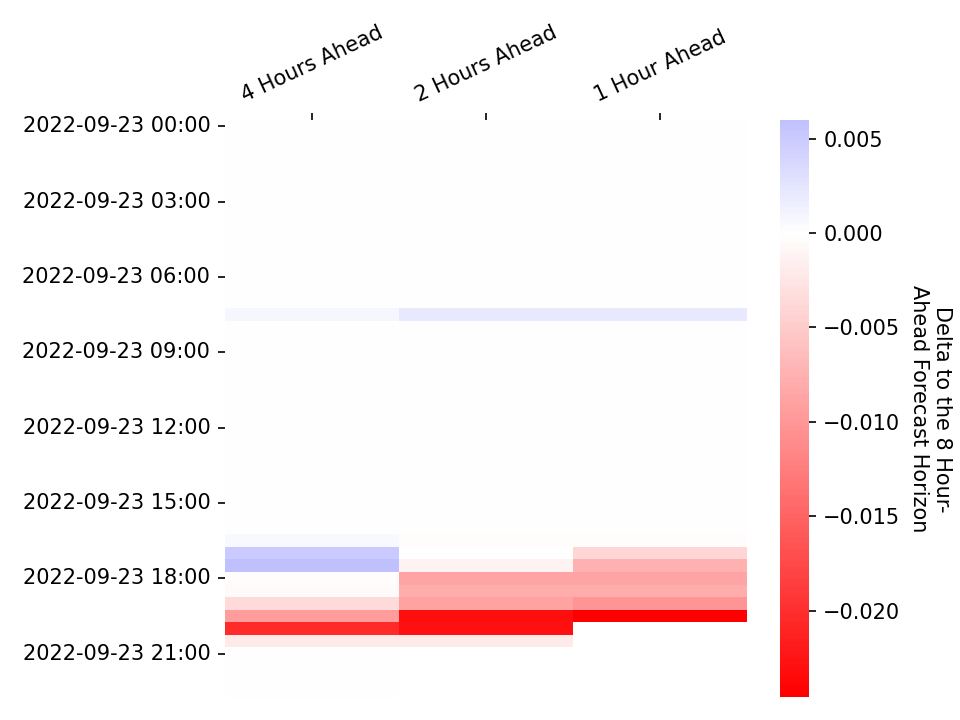 4 Hours Ahead
2 Hours Ahead
1 Hour Ahead
2022-09-23 00:00
2022-09-23 03:00
2022-09-23 06:00
2022-09-23 09:00
2022-09-23 12:00
2022-09-23 15:00
2022-09-23 18:00
2022-09-23 21:00
0.005
0.000
−0.005
−0.010
−0.015
−0.020
Delta to the 8 Hour-
Ahead Forecast Horizon